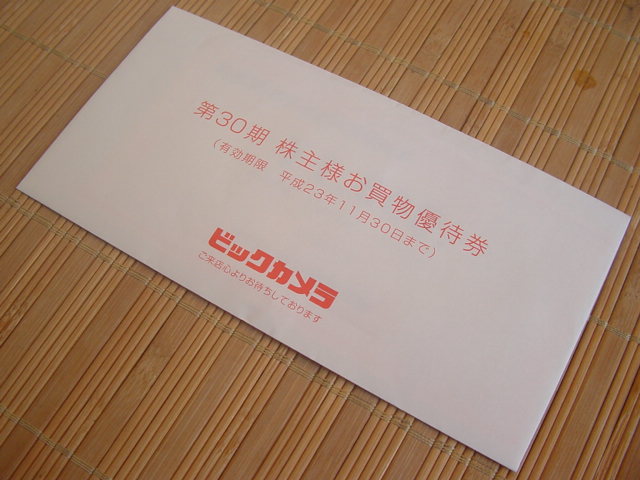 第30期 株主様お買物優待券
(有効期限　平成23年11月30日まで)
ビックカメラ
ご来店心よりお待ちしております